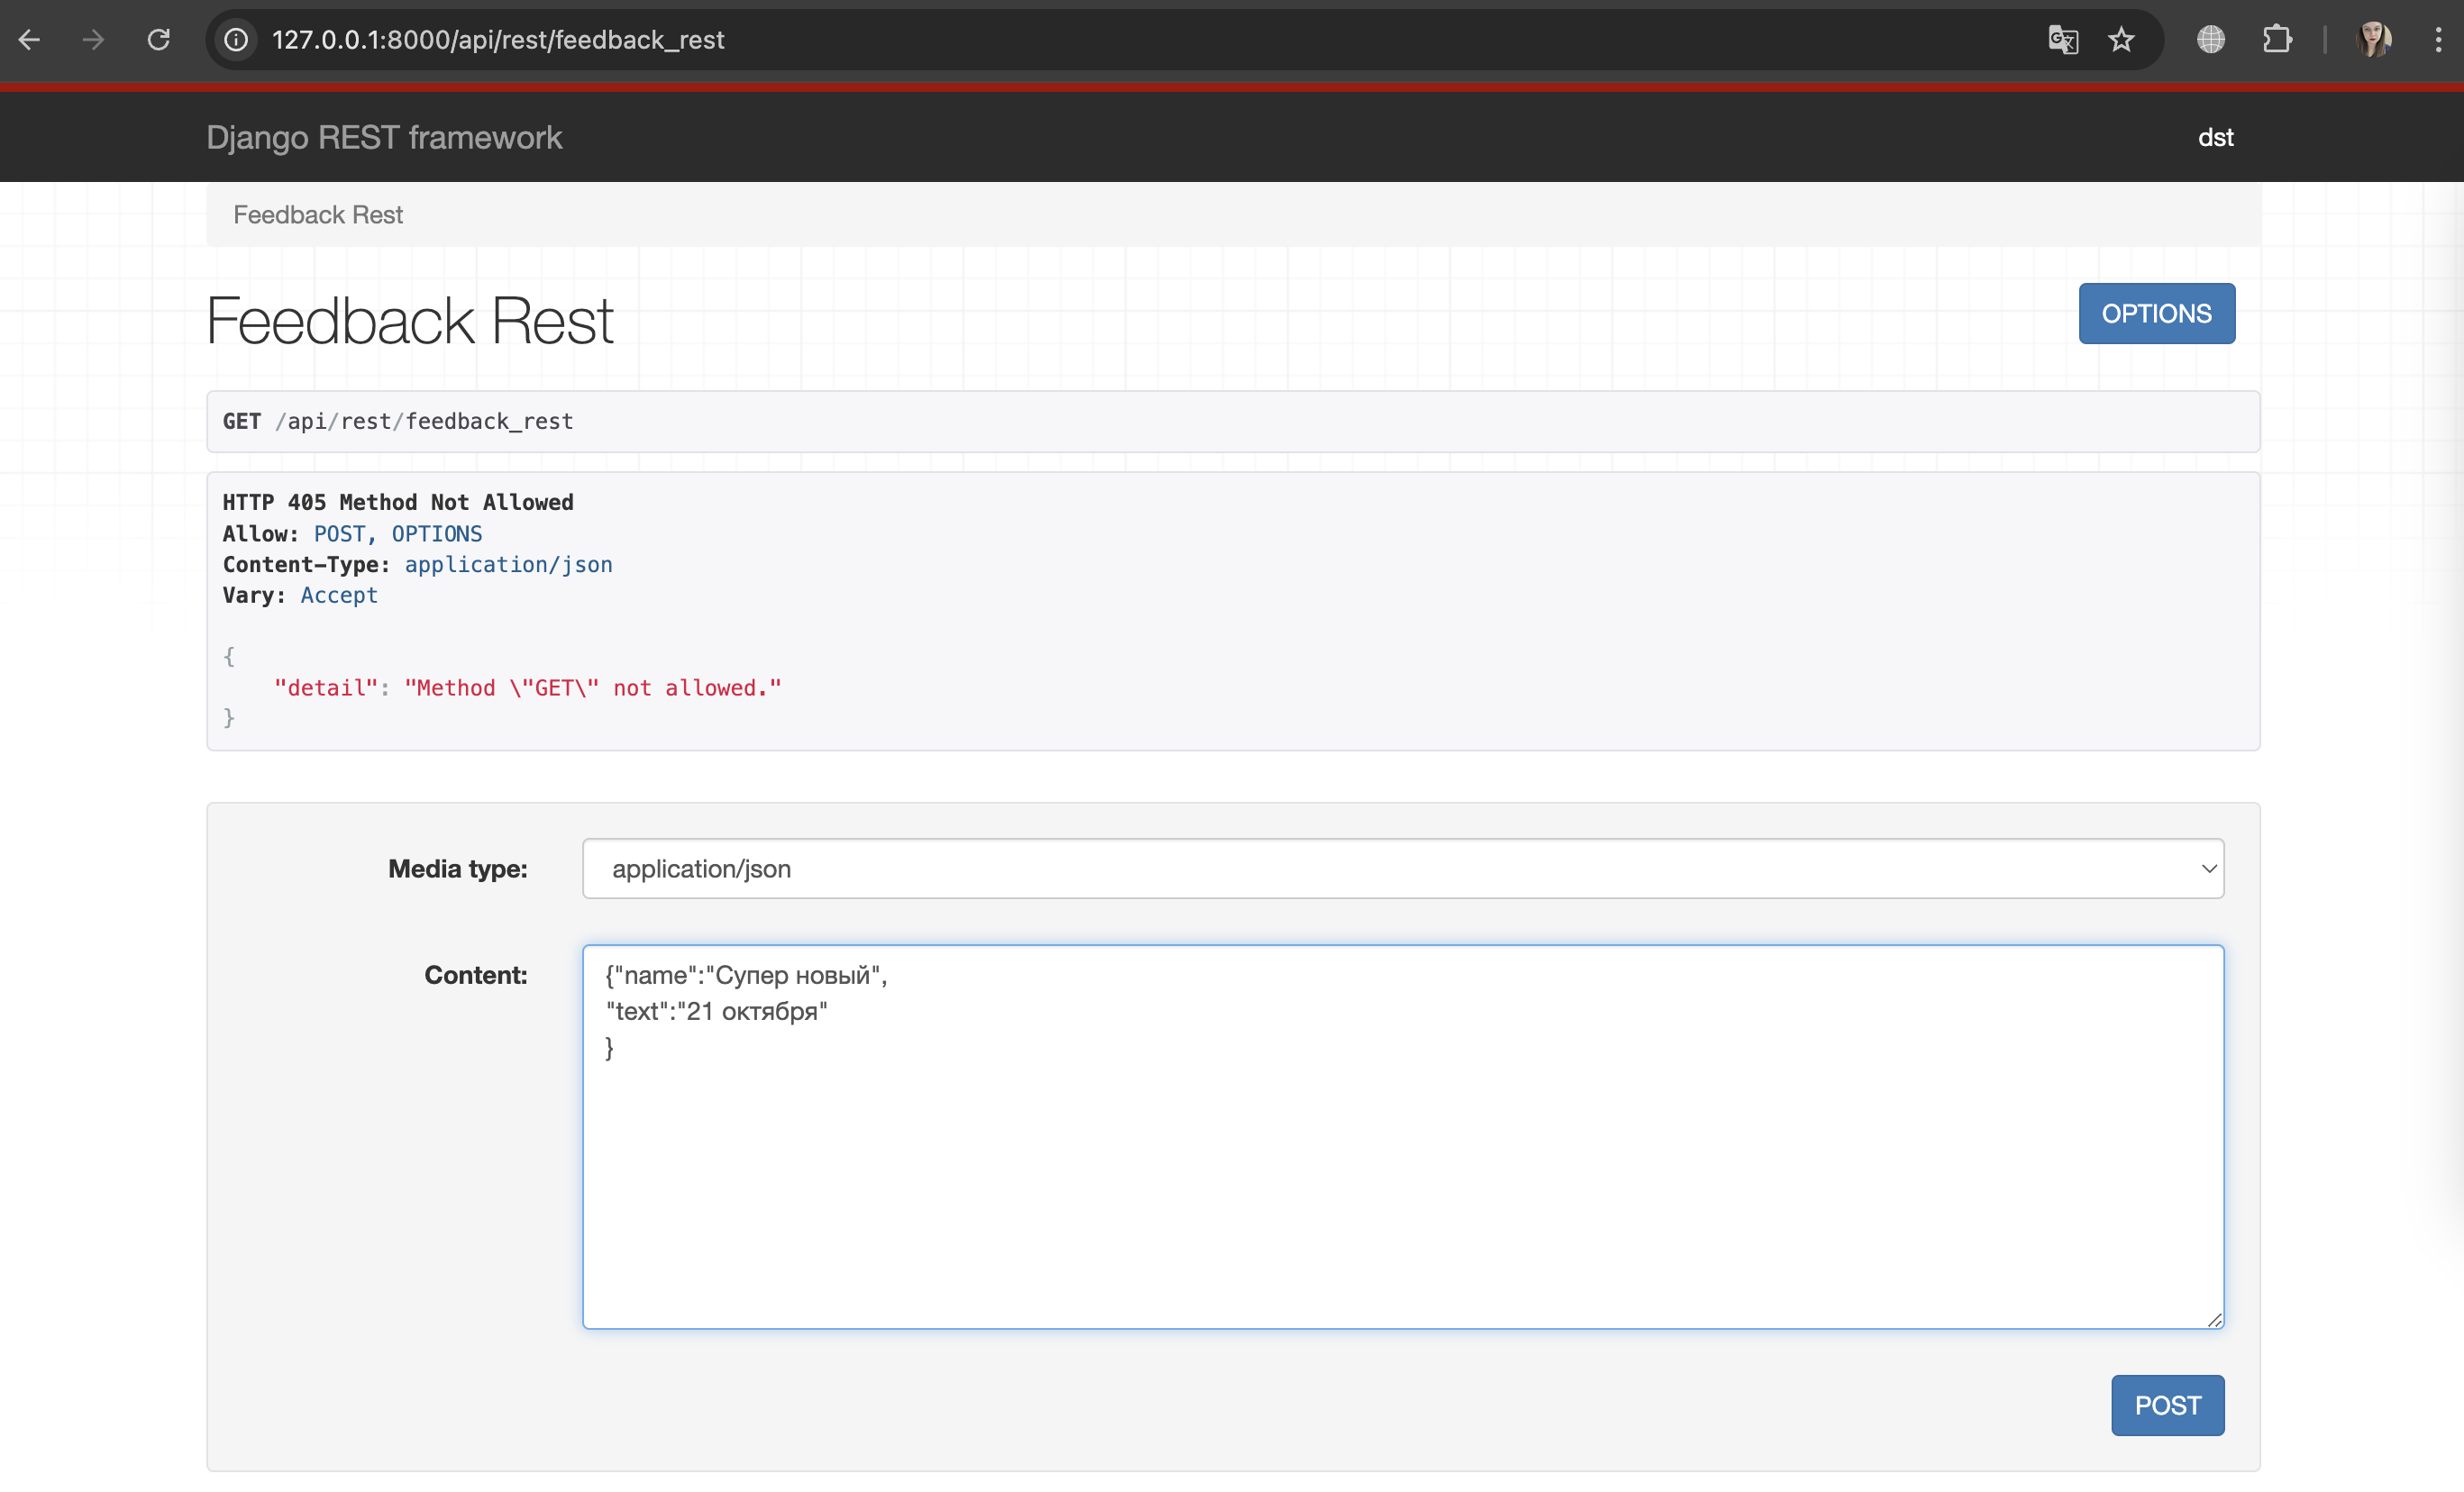 127.0.0.1:8000/api/rest/feedback_rest
Django REST framework
dst
Feedback Rest
Feedback Rest
OPTIONS
GET /api/rest/feedback_rest
HTTP 405 Method Not Allowed
Allow: POST, OPTIONS
Content-Type: application/json
Vary: Accept
{
"detail": "Method \"GET\" not allowed."
}
Media type:
application/json
Content:
{"name":"Супер новый",
"text":"21 октября"
}
POST